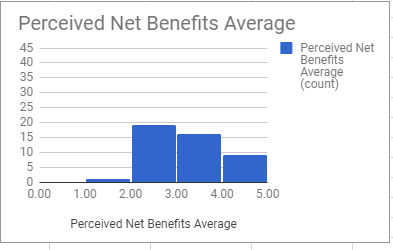 Perceived Net Benefits Average
45
40
35
30
25
20
15
10
5
0
0.00 1.00 2.00 3.00 4.00 5.00
Perceived Net Benefits Average
Perceived Net
Benefits
Average
(count)